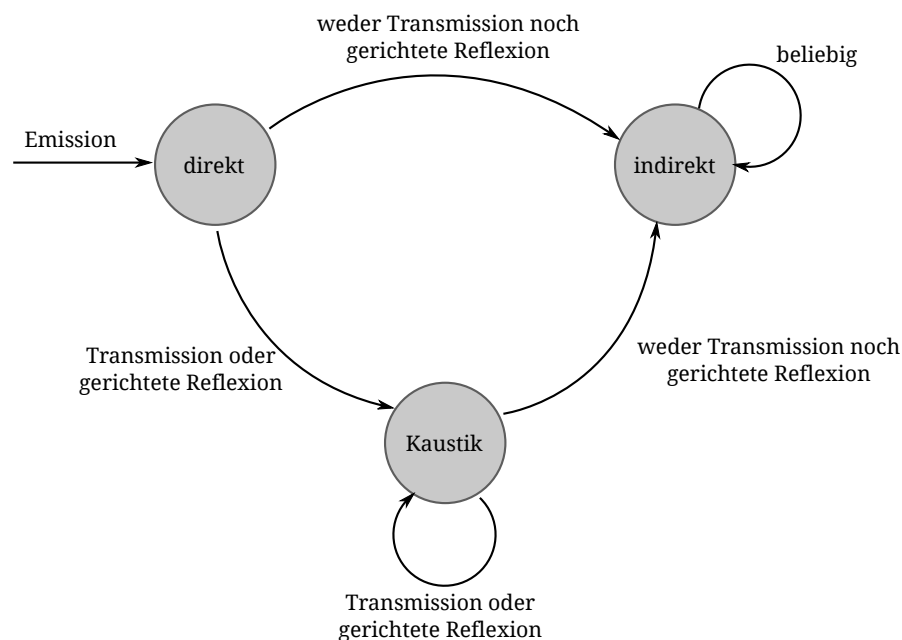 weder Transmission noch
gerichtete Reflexion
beliebig
Emission
direkt
indirekt
Transmission oder
gerichtete Reflexion
weder Transmission noch
gerichtete Reflexion
Kaustik
Transmission oder
gerichtete Reflexion